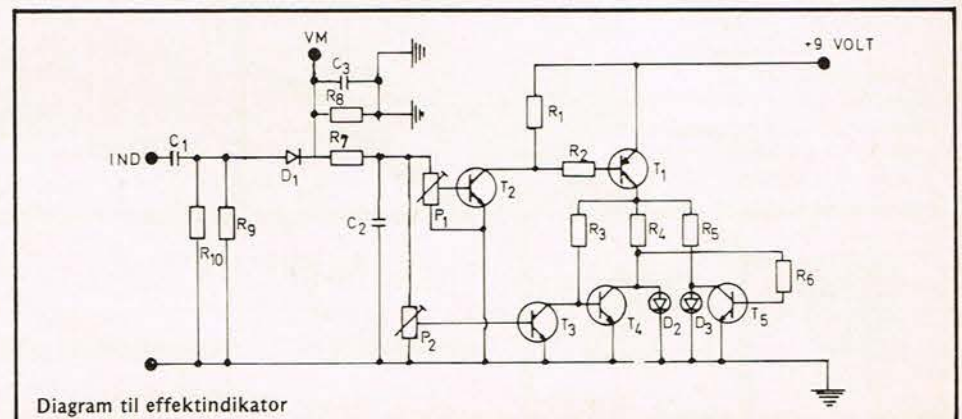 VM
+9 VOLT
C3
R8
R1
IND
C1
D1
R7
R2
T1
P1
T2
R3
R4
R5
R10
R9
C2
R6
P2
T3
T4
D2
D3
T5
Diagram til effektindikator